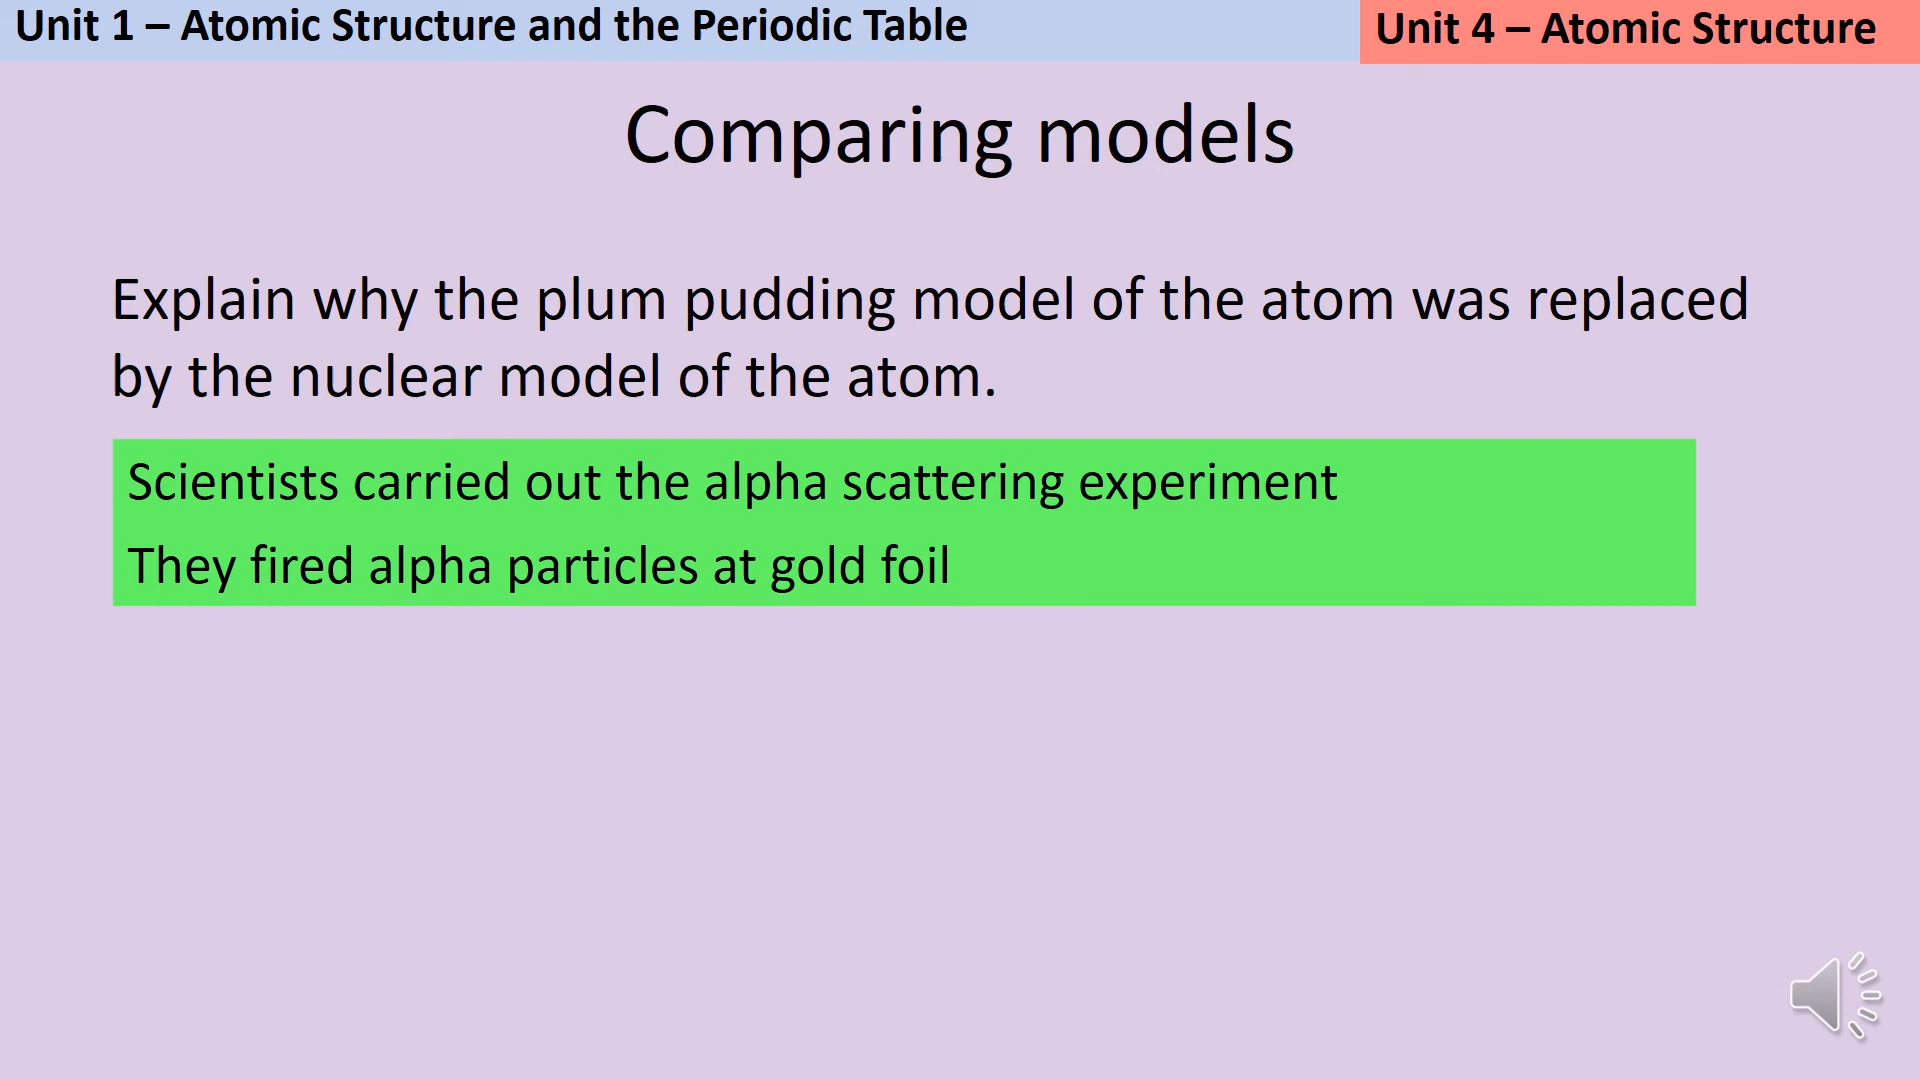 Unit 1 – Atomic Structure and the Periodic Table
Unit 4 – Atomic Structure
Comparing models
Explain why the plum pudding model of the atom was replaced
by the nuclear model of the atom.
Scientists carried out the alpha scattering experiment
They fired alpha particles at gold foil